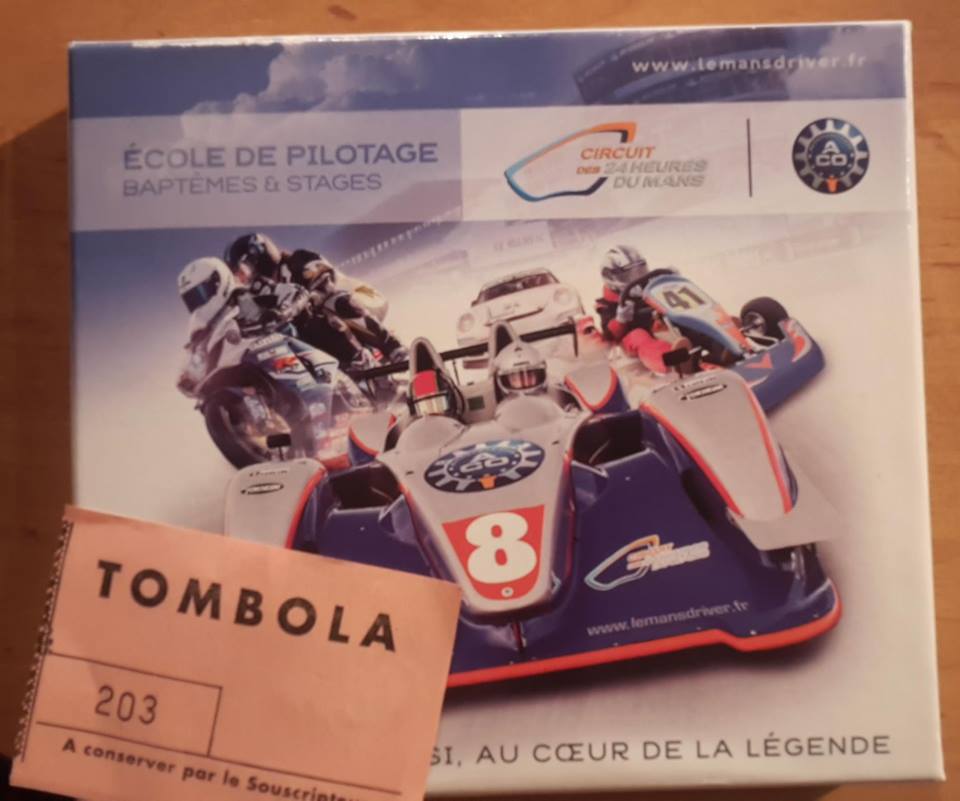 www.lemansdriver.fr
ÉCOLE DE PILOTAGE
BAPTÊMES & STAGES
CIRCUIT
DES 24 HEURES
DU MANS
ACO
41
ACO
8
www.lemansdriver.fr
TOMBOLA
203
A conserver par le
SI, AU CŒUR DE LA LÉGENDE